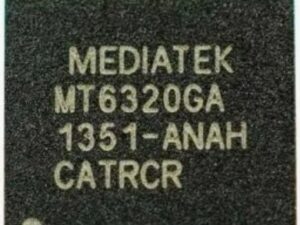 MEDIATEK
MT6320GA
1351-ANAH
CATRCR